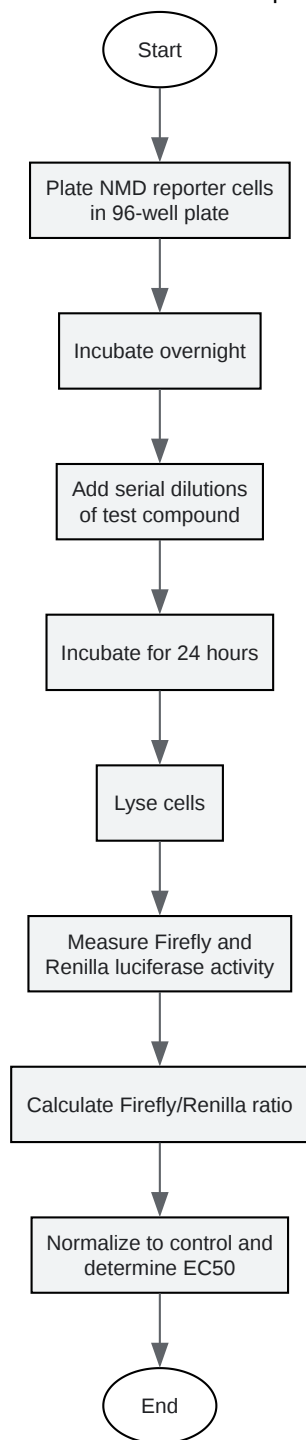 Start
Plate NMD reporter cells
in 96-well plate
Incubate overnight
Add serial dilutions
of test compound
Incubate for 24 hours
Lyse cells
Measure Firefly and
Renilla luciferase activity
Calculate Firefly/Renilla ratio
Normalize to control and
determine EC50
End